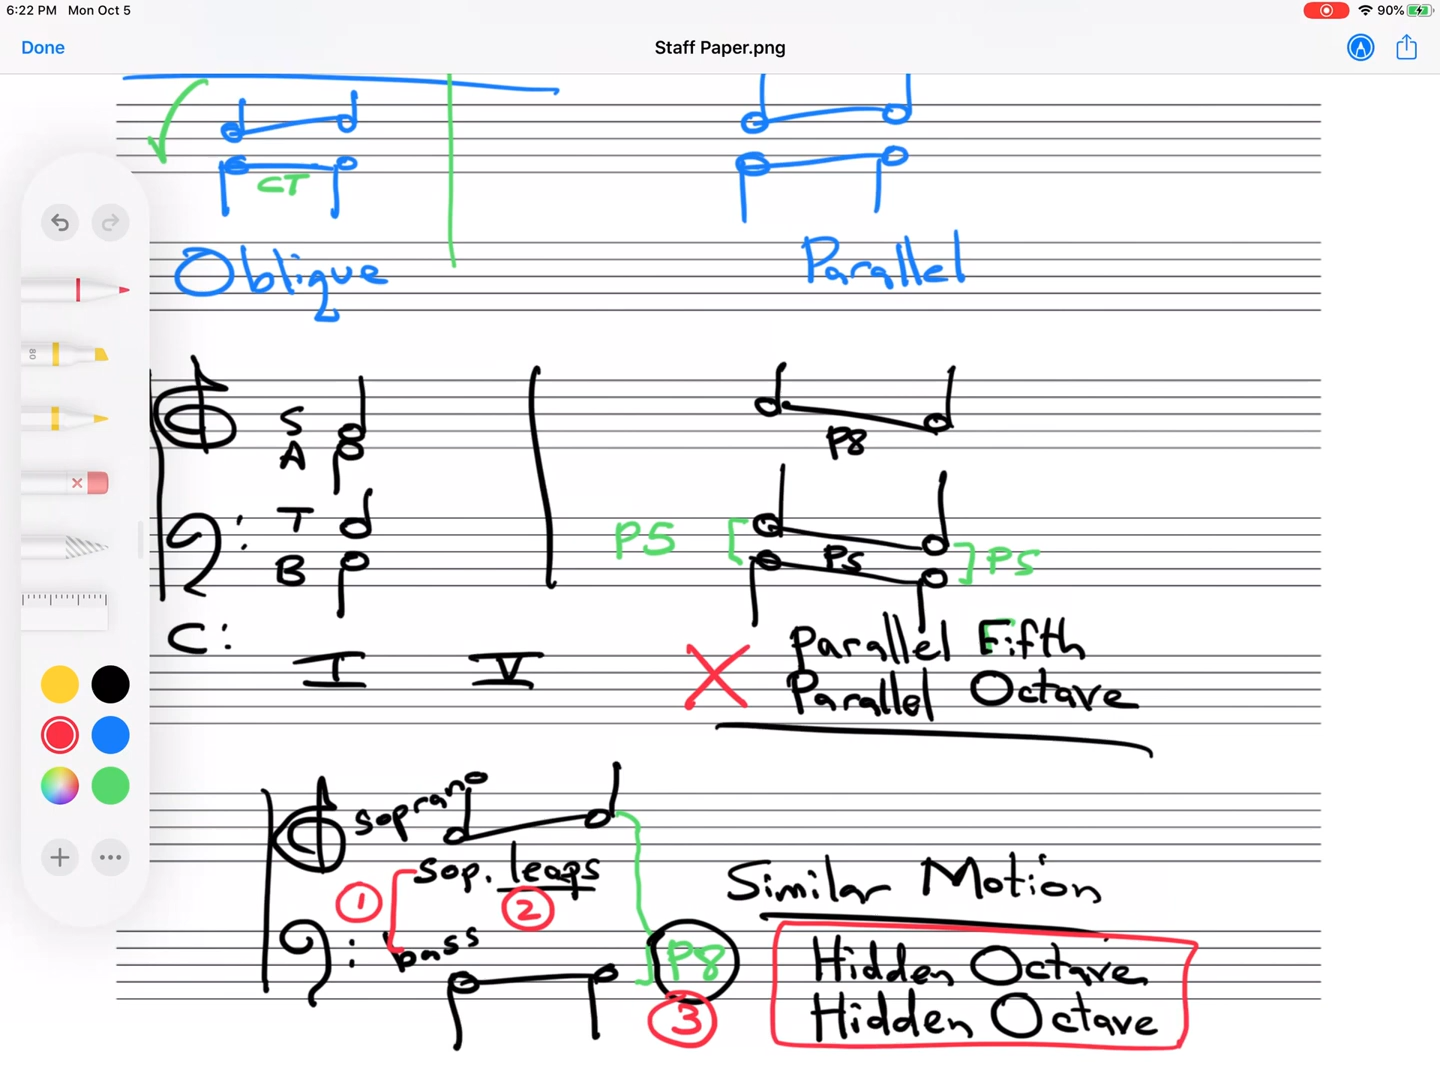 6:22 PM Mon Oct 5
90%
Done
Staff Paper.png
CT
Oblique
Parallel
80
S
A
P8
T
B
P5
P5
P5
C:
I
V
X
Parallel Fifth
Parallel Octave
soprano
sop. leaps
1
2
Similar Motion
bass
P8
3
Hidden Octave
Hidden Octave